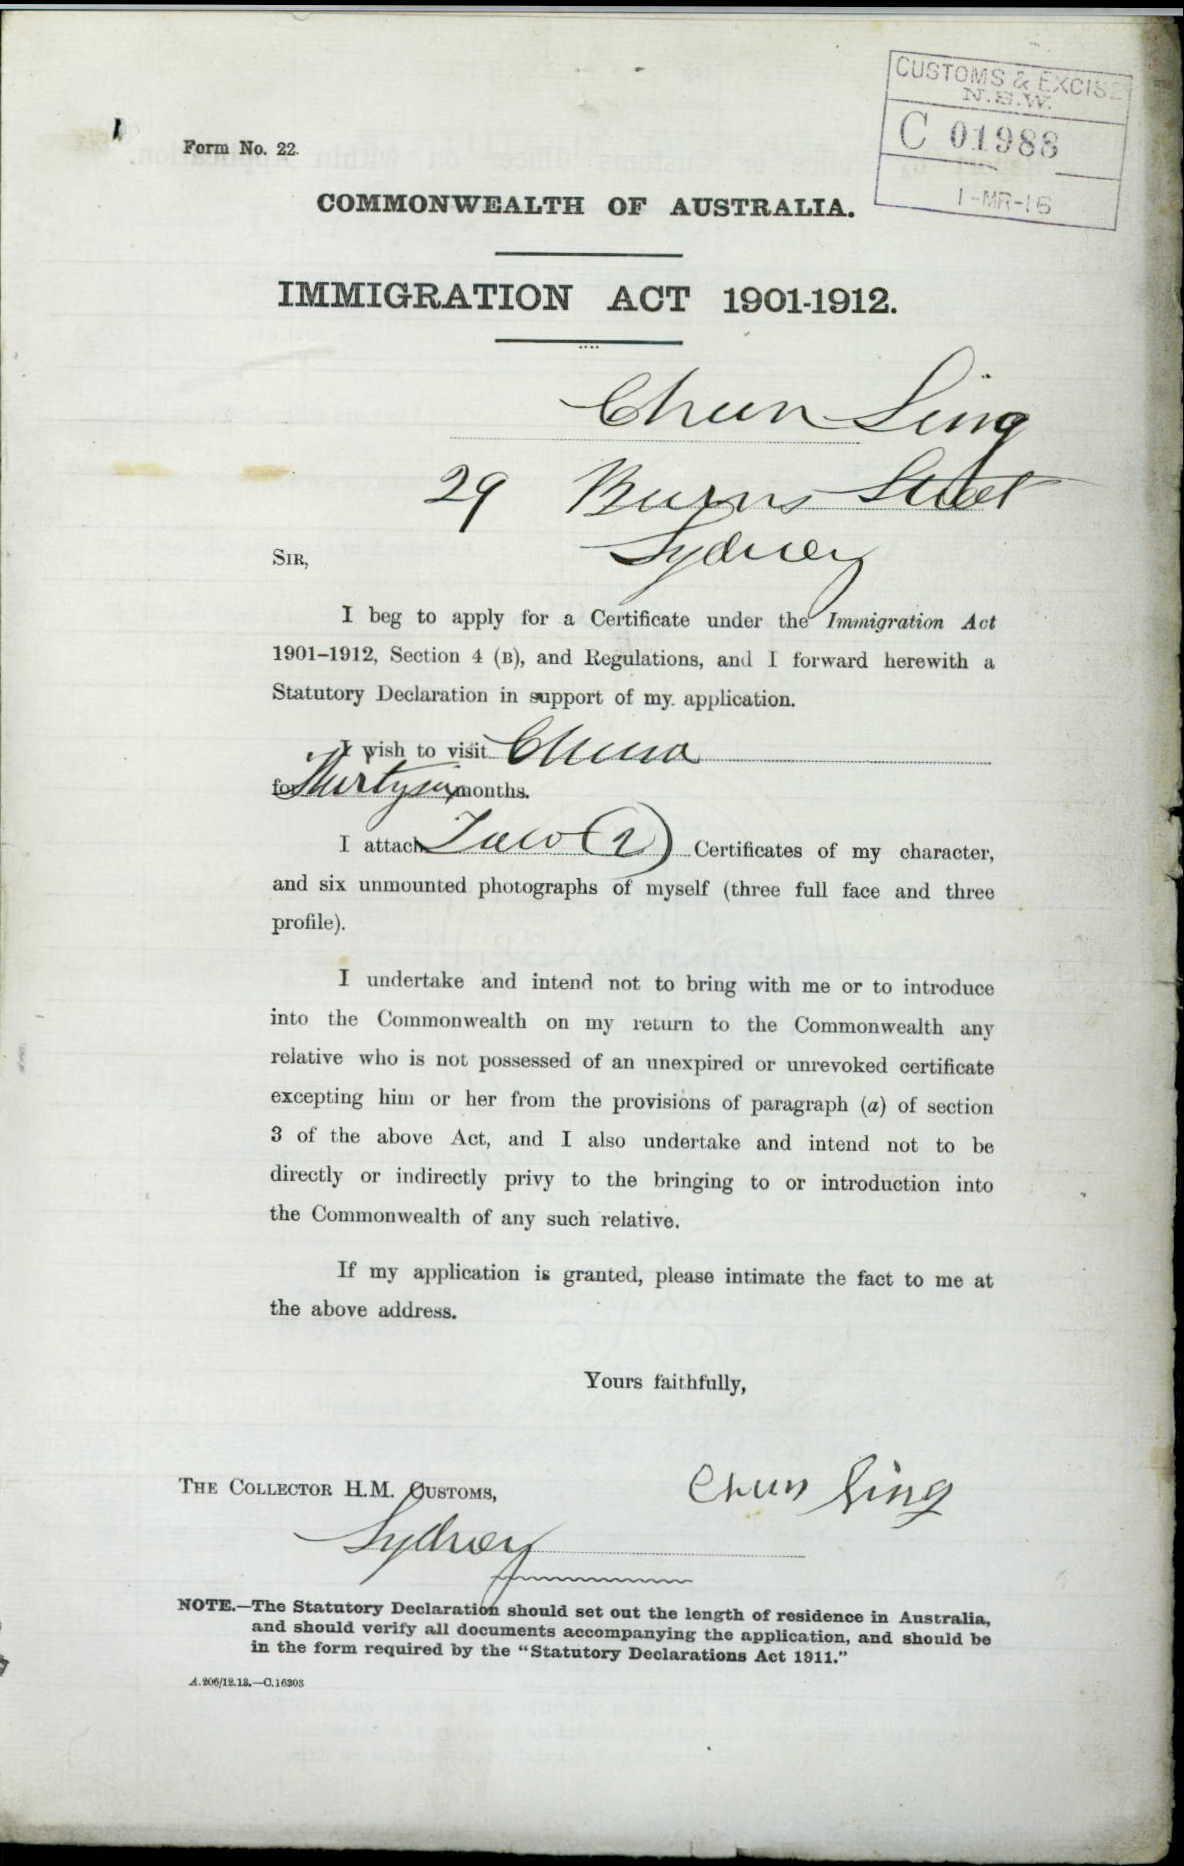 CUSTOMS & EXCISE
N.S.W.
C 01988
1-MR-16
Form No. 22.
COMMONWEALTH OF AUSTRALIA.
IMMIGRATION ACT 1901-1912.
Chun Sing
29 Burns Street
Sydney
SIR,
I beg to apply for a Certificate under the Immigration Act
1901–1912, Section 4 (B), and Regulations, and I forward herewith a
Statutory Declaration in support of my application.
I wish to visit China
for Thirtysix months.
I attach Two (2) Certificates of my character,
and six unmounted photographs of myself (three full face and three
profile).
I undertake and intend not to bring with me or to introduce
into the Commonwealth on my return to the Commonwealth any
relative who is not possessed of an unexpired or unrevoked certificate
excepting him or her from the provisions of paragraph (a) of section
3 of the above Act, and I also undertake and intend not to be
directly or indirectly privy to the bringing to or introduction into
the Commonwealth of any such relative.
If my application is granted, please intimate the fact to me at
the above address.
Yours faithfully,
THE COLLECTOR H.M. CUSTOMS,
Chun Sing
Sydney
NOTE.—The Statutory Declaration should set out the length of residence in Australia,
and should verify all documents accompanying the application, and should be
in the form required by the “Statutory Declarations Act 1911.”
A.206/12.13.—C.16303